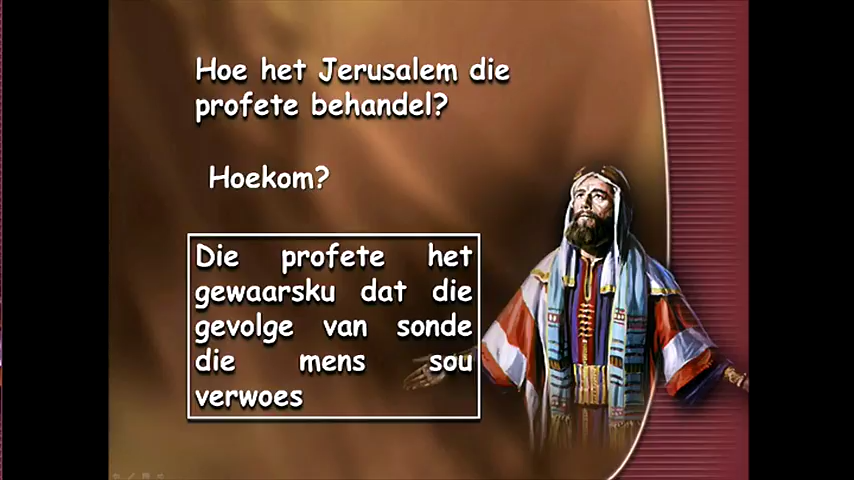 Hoe het Jerusalem die
profete behandel?
Hoekom?
Die profete het
gewaarsku dat die
gevolge van sonde
die mens sou
verwoes